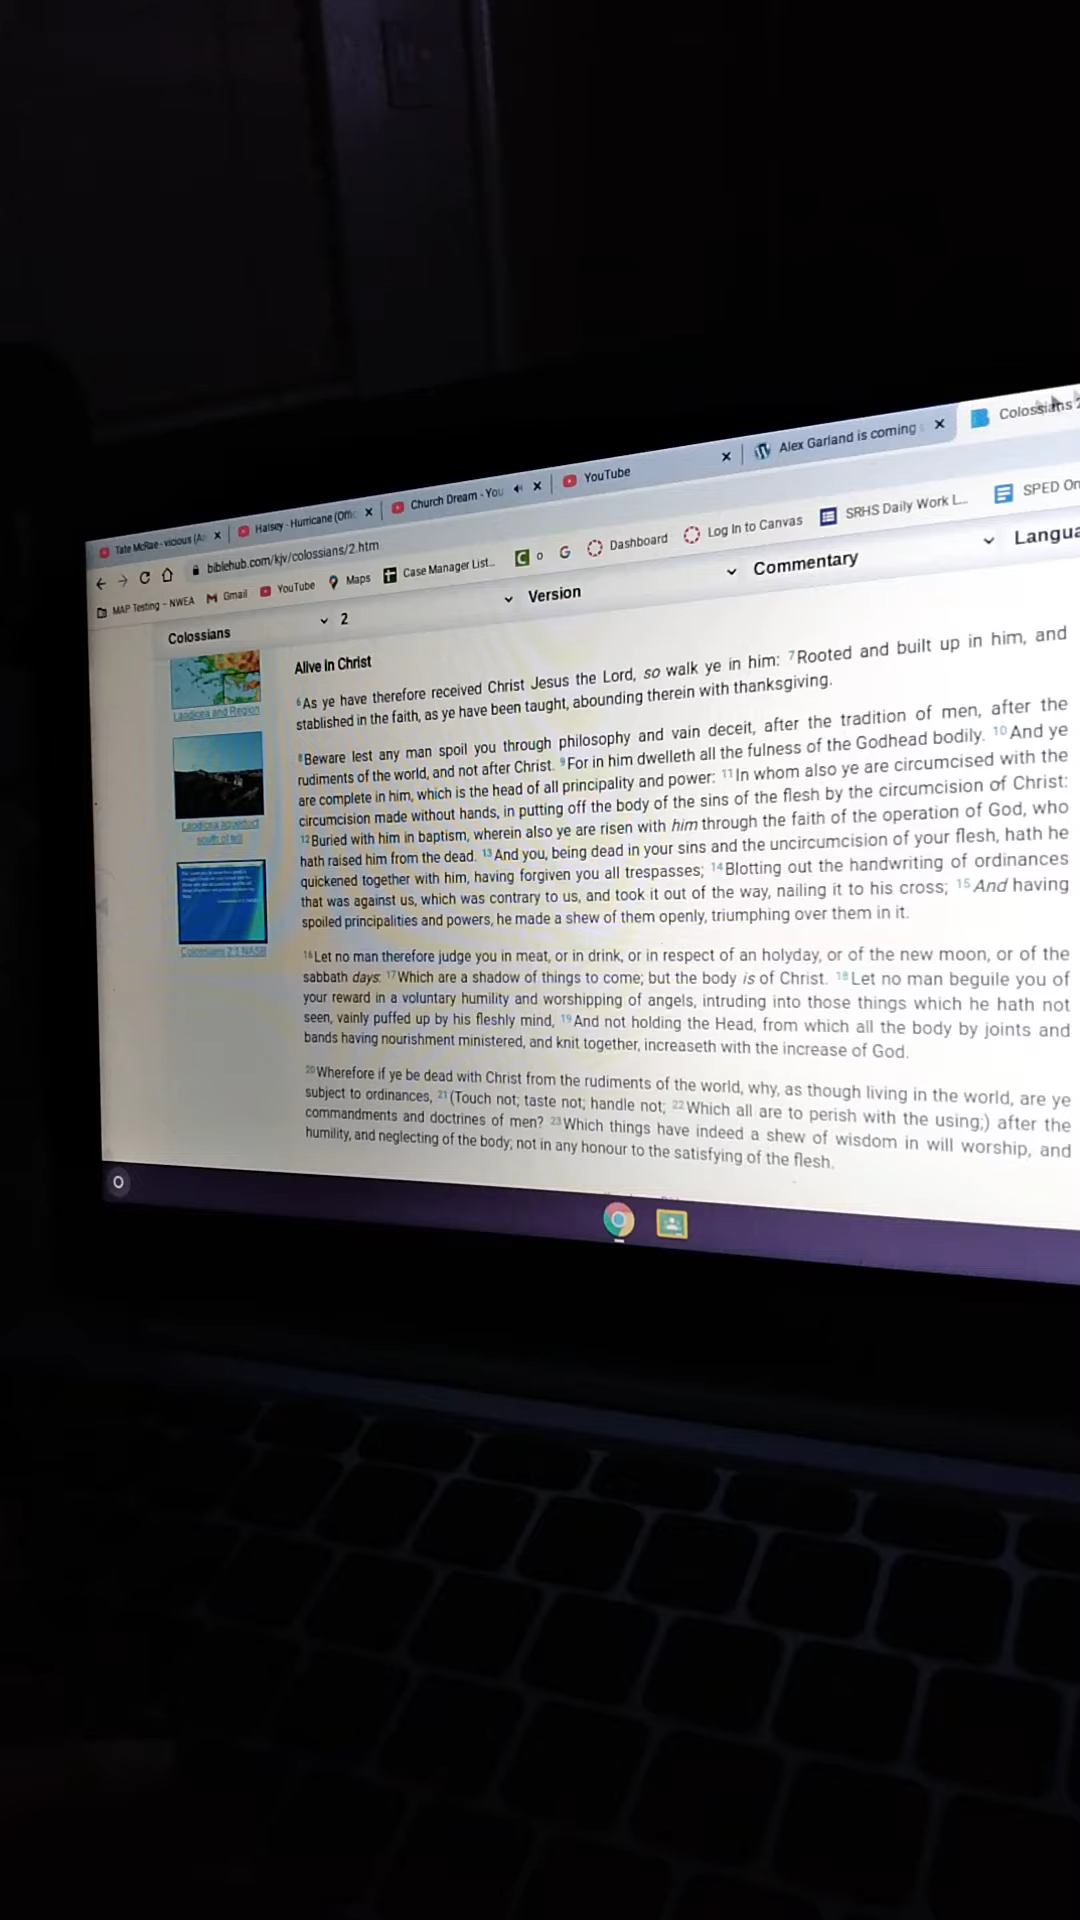 Tate McRae - vicious (A
Halsey - Hurricane (Offic
Church Dream - You
YouTube
Alex Garland is coming
Colossians 2
biblehub.com/kjv/colossians/2.htm
MAP Testing - NWEA
Gmail
YouTube
Maps
Case Manager List...
Dashboard
Log In to Canvas
SRHS Daily Work L...
SPED On
Colossians
2
Version
Commentary
Langua
Laodicea and Region
Laodicea aqueduct
south of tell
Colossians 2:1 NASB
Alive in Christ
6 As ye have therefore received Christ Jesus the Lord, so walk ye in him: 7 Rooted and built up in him, and
stablished in the faith, as ye have been taught, abounding therein with thanksgiving.
8 Beware lest any man spoil you through philosophy and vain deceit, after the tradition of men, after the
rudiments of the world, and not after Christ. 9 For in him dwelleth all the fulness of the Godhead bodily. 10 And ye
are complete in him, which is the head of all principality and power: 11 In whom also ye are circumcised with the
circumcision made without hands, in putting off the body of the sins of the flesh by the circumcision of Christ:
12 Buried with him in baptism, wherein also ye are risen with him through the faith of the operation of God, who
hath raised him from the dead. 13 And you, being dead in your sins and the uncircumcision of your flesh, hath he
quickened together with him, having forgiven you all trespasses; 14 Blotting out the handwriting of ordinances
that was against us, which was contrary to us, and took it out of the way, nailing it to his cross; 15 And having
spoiled principalities and powers, he made a shew of them openly, triumphing over them in it.
16 Let no man therefore judge you in meat, or in drink, or in respect of an holyday, or of the new moon, or of the
sabbath days: 17 Which are a shadow of things to come; but the body is of Christ. 18 Let no man beguile you of
your reward in a voluntary humility and worshipping of angels, intruding into those things which he hath not
seen, vainly puffed up by his fleshly mind, 19 And not holding the Head, from which all the body by joints and
bands having nourishment ministered, and knit together, increaseth with the increase of God.
20 Wherefore if ye be dead with Christ from the rudiments of the world, why, as though living in the world, are ye
subject to ordinances, 21 (Touch not; taste not; handle not; 22 Which all are to perish with the using;) after the
commandments and doctrines of men? 23 Which things have indeed a shew of wisdom in will worship, and
humility, and neglecting of the body; not in any honour to the satisfying of the flesh.